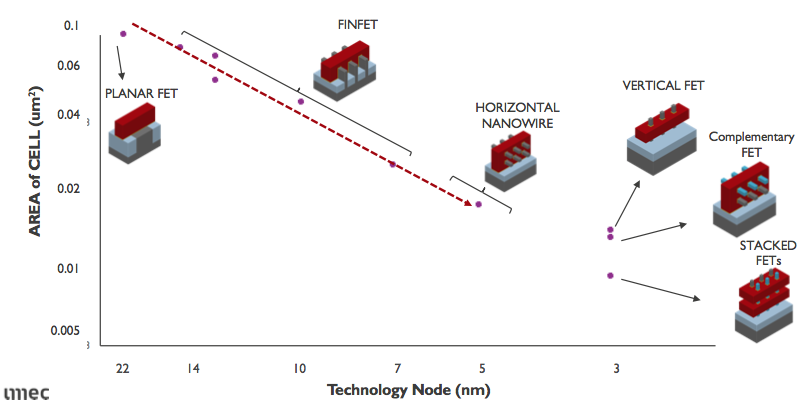 0.1
0.06
0.04
0.02
0.01
0.005
AREA of CELL (um²)
PLANAR FET
FINFET
HORIZONTAL
NANOWIRE
VERTICAL FET
Complementary
FET
STACKED
FETs
22 14 10 7 5 3
Technology Node (nm)
imec